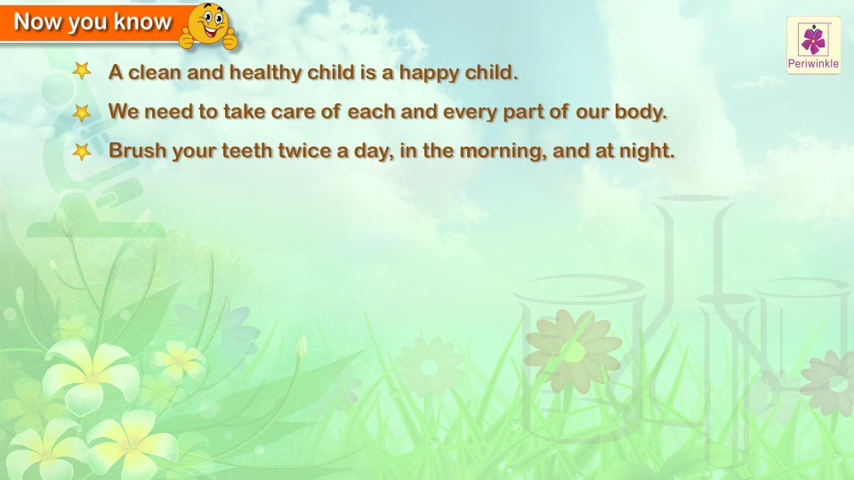 Now you know
Periwinkle
A clean and healthy child is a happy child.
We need to take care of each and every part of our body.
Brush your teeth twice a day, in the morning, and at night.